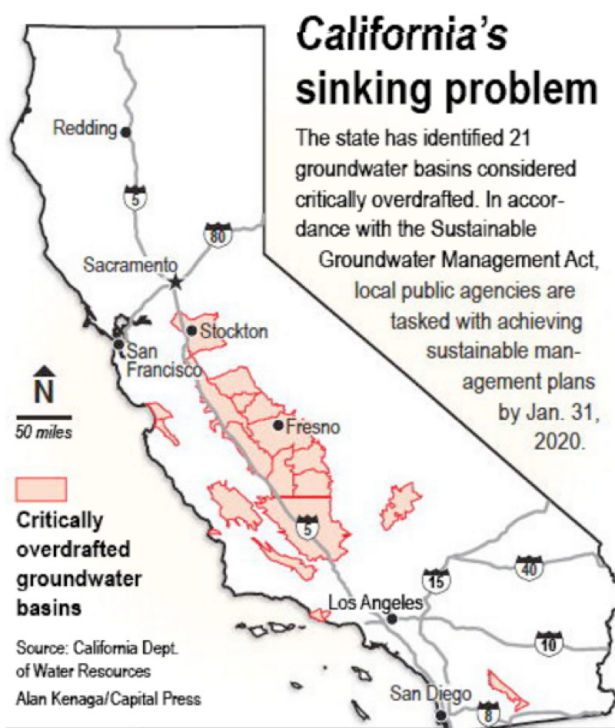 California's
sinking problem
The state has identified 21
groundwater basins considered
critically overdrafted. In accor-
dance with the Sustainable
Groundwater Management Act,
local public agencies are
tasked with achieving
sustainable man-
agement plans
by Jan. 31,
2020.
Redding
5
80
Sacramento
Stockton
San
Francisco
N
50 miles
Fresno
Critically
overdrafted
groundwater
basins
5
15
40
Los Angeles
10
Source: California Dept.
of Water Resources
Alan Kenaga/Capital Press
San Diego
8